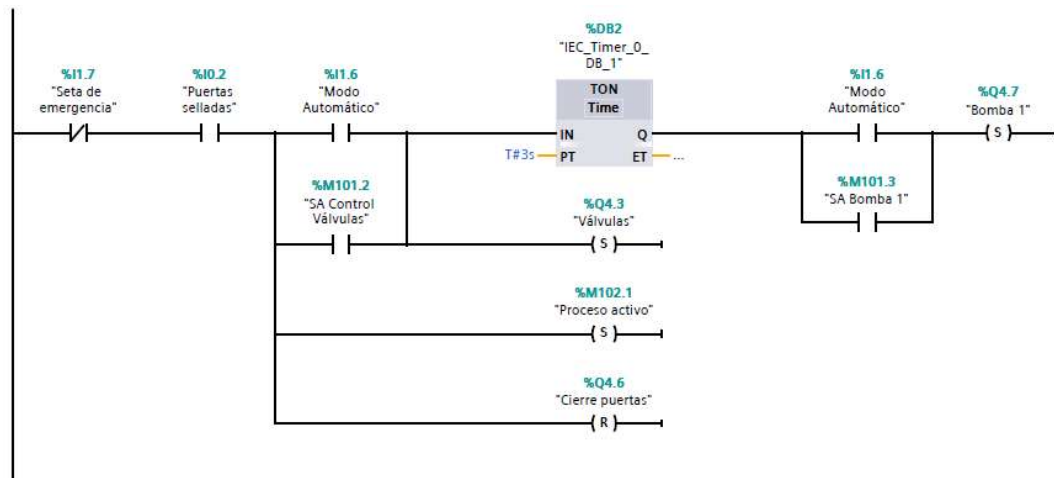 %DB2
"IEC_Timer_0_
DB_1"
%I1.7
"Seta de
emergencia"
%I0.2
"Puertas
selladas"
%I1.6
"Modo
Automático"
TON
Time
IN
Q
T#3s
PT
ET
...
%I1.6
"Modo
Automático"
%Q4.7
"Bomba 1"
S
%M101.2
"SA Control
Válvulas"
%Q4.3
"Válvulas"
S
%M101.3
"SA Bomba 1"
%M102.1
"Proceso activo"
S
%Q4.6
"Cierre puertas"
R